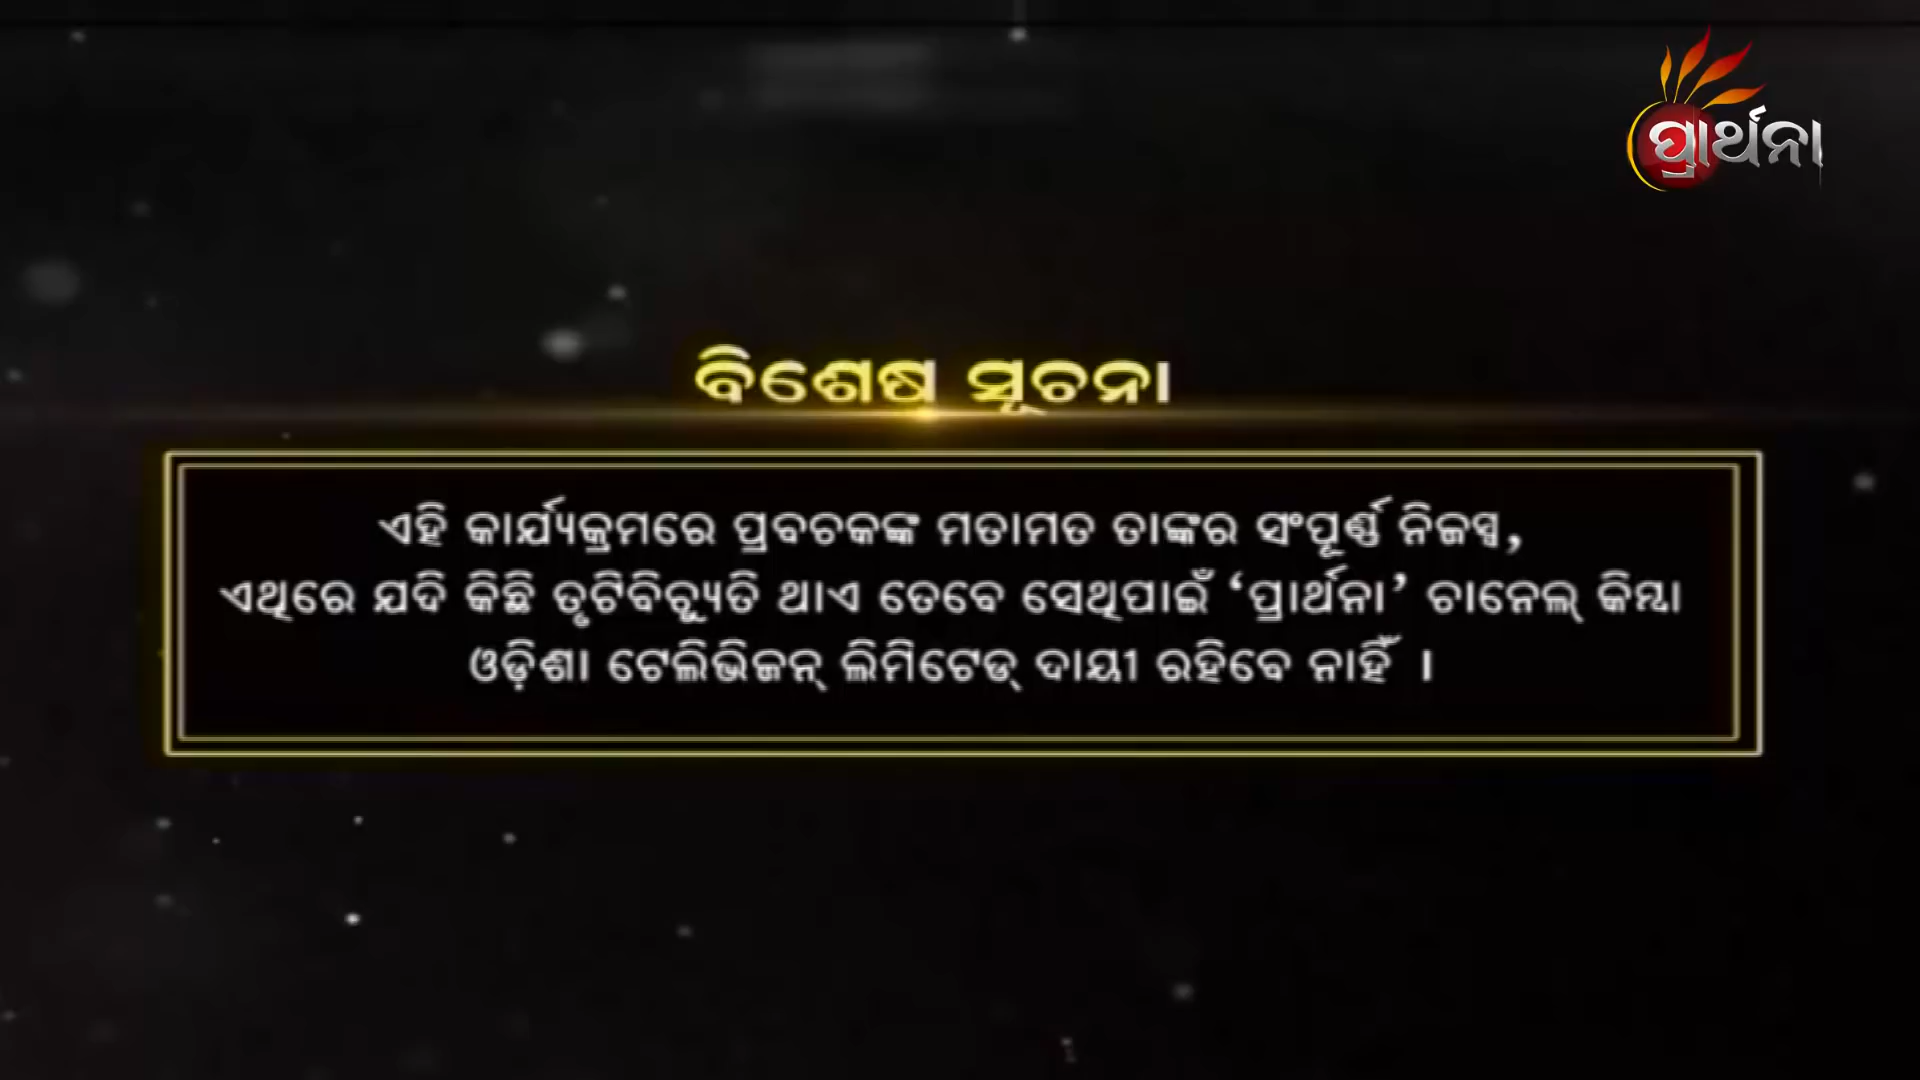 ପ୍ରାର୍ଥନା
ବିଶେଷ ସୂଚନା
ଏହି କାର୍ଯ୍ୟକ୍ରମରେ ପ୍ରବଚକଙ୍କ ମତାମତ ତାଙ୍କର ସଂପୂର୍ଣ୍ଣ ନିଜସ୍ୱ,
ଏଥିରେ ଯଦି କିଛି ତୃଟିବିଚ୍ୟୁତି ଥାଏ ତେବେ ସେଥିପାଇଁ ‘ପ୍ରାର୍ଥନା’ ଚାନେଲ୍ କିମ୍ୱା
ଓଡ଼ିଶା ଟେଲିଭିଜନ୍ ଲିମିଟେଡ୍ ଦାୟୀ ରହିବେ ନାହିଁ ।